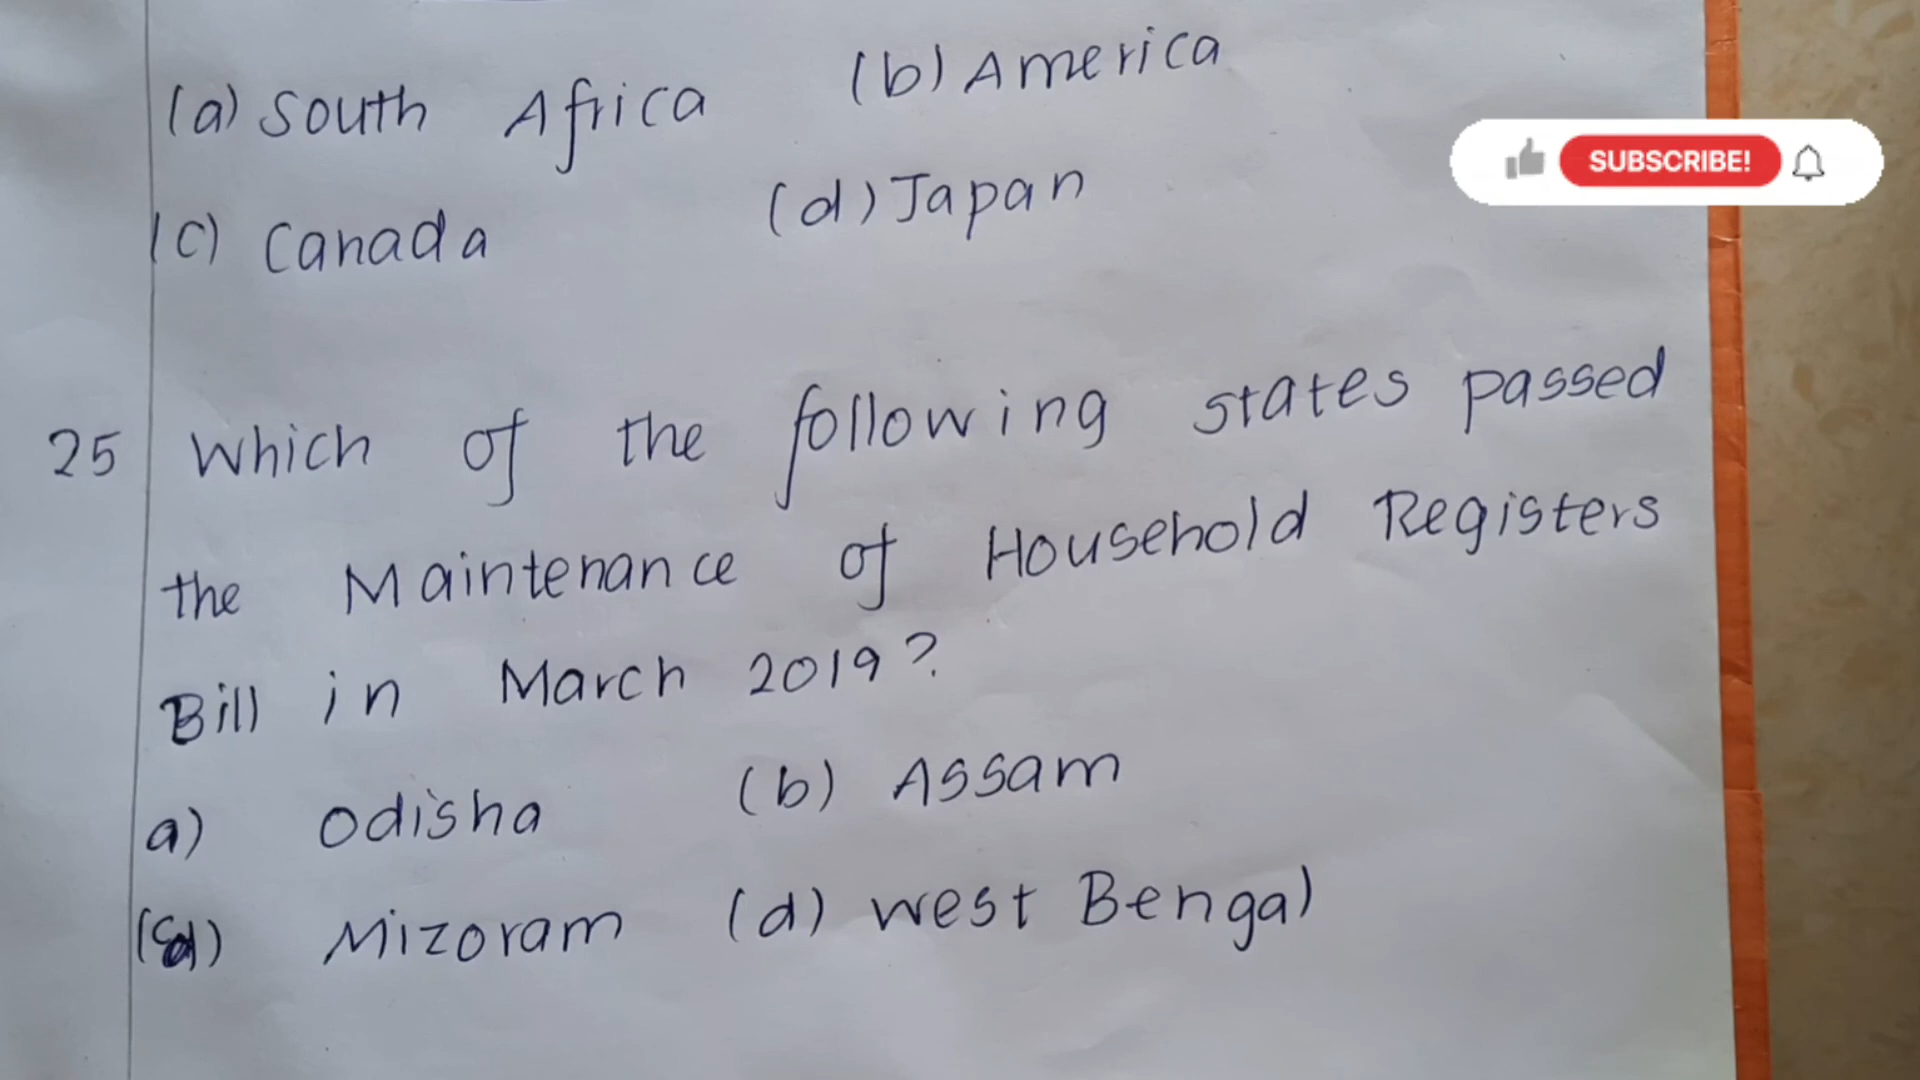 (a) South Africa (b) America
SUBSCRIBE!
(c) Canada (d) Japan
25 Which of the following states passed
the Maintenance of Household Registers
Bill in March 2019?
a) Odisha (b) Assam
(c) Mizoram (d) West Bengal